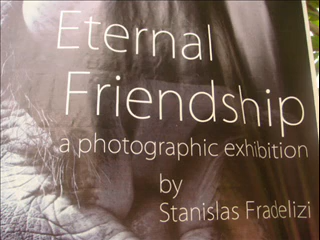 Eternal
Friendship
a photographic exhibition
by
Stanislas Fradelizi